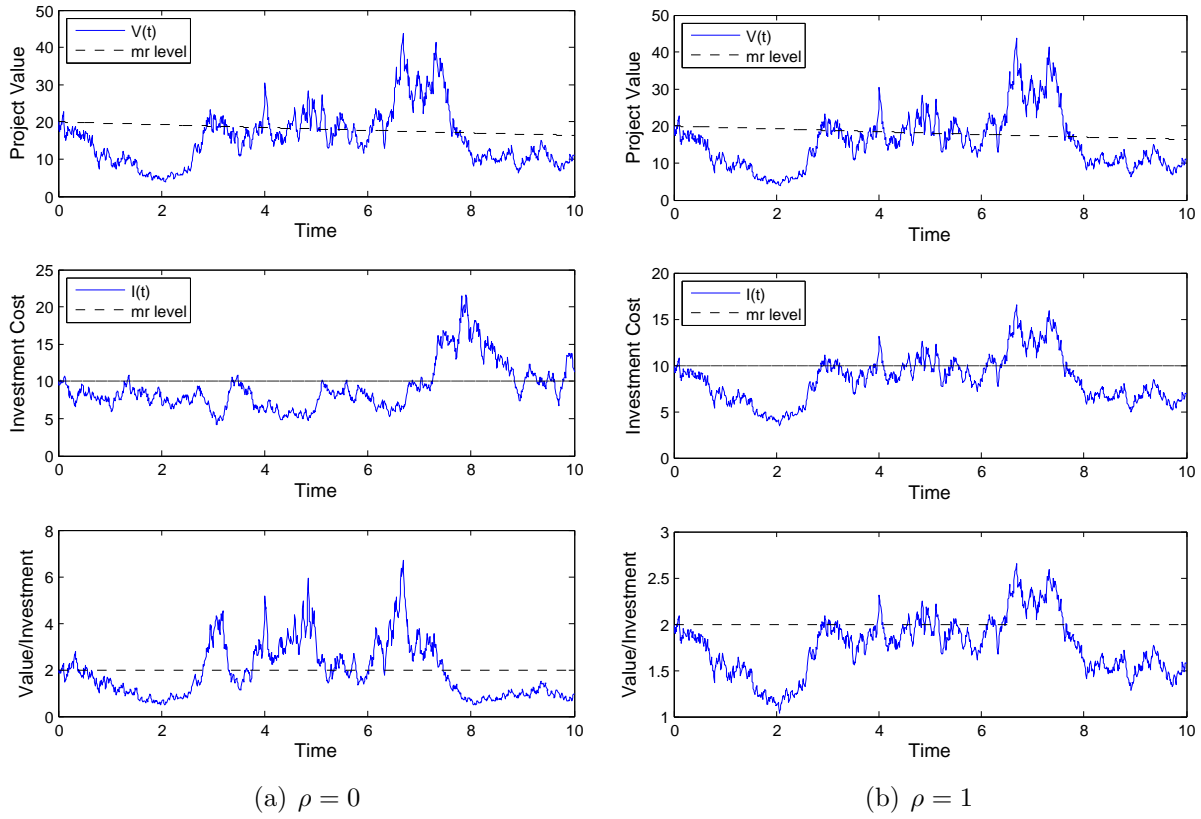 50
40
30
20
10
0
Project Value
V(t)
mr level
0 2 4 6 8 10
Time
25
20
15
10
5
0
Investment Cost
I(t)
mr level
0 2 4 6 8 10
Time
8
6
4
2
0
Value/Investment
0 2 4 6 8 10
Time
(a) ρ = 0
50
40
30
20
10
0
Project Value
V(t)
mr level
0 2 4 6 8 10
Time
20
15
10
5
0
Investment Cost
I(t)
mr level
0 2 4 6 8 10
Time
3
2.5
2
1.5
1
Value/Investment
0 2 4 6 8 10
Time
(b) ρ = 1